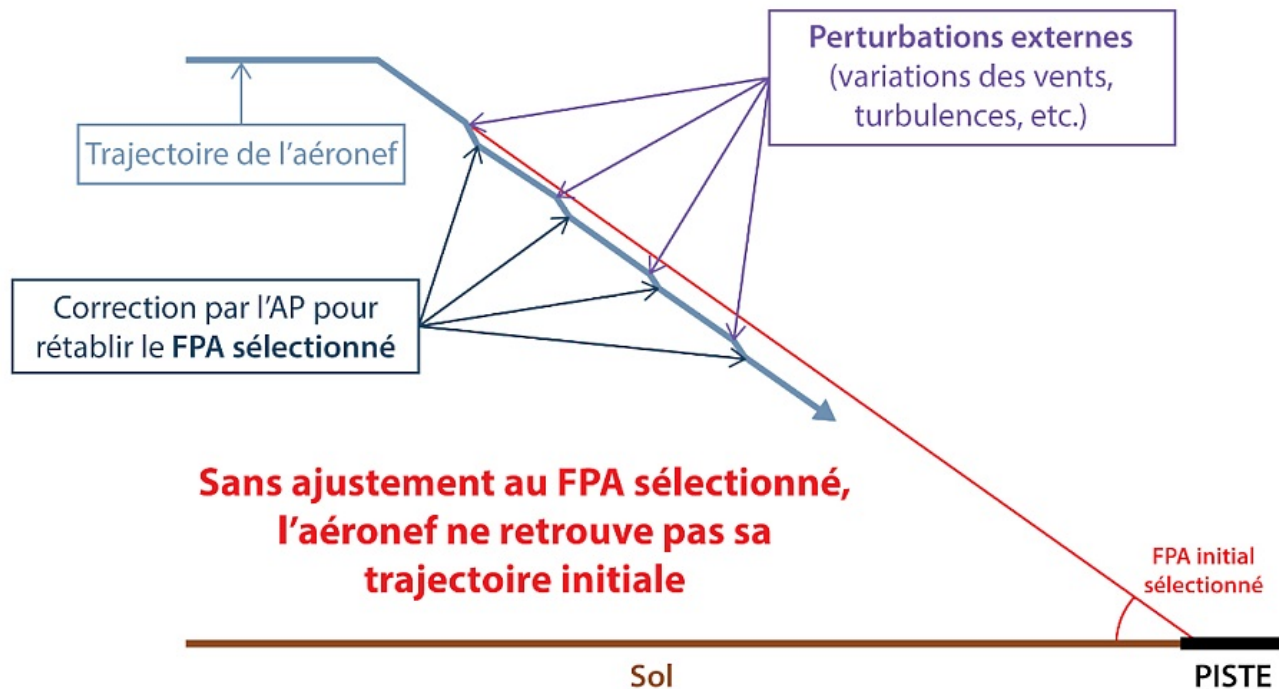 Perturbations externes
(variations des vents,
turbulences, etc.)
Trajectoire de l’aéronef
Correction par l’AP pour
rétablir le FPA sélectionné
Sans ajustement au FPA sélectionné,
l’aéronef ne retrouve pas sa
trajectoire initiale
FPA initial
sélectionné
Sol
PISTE